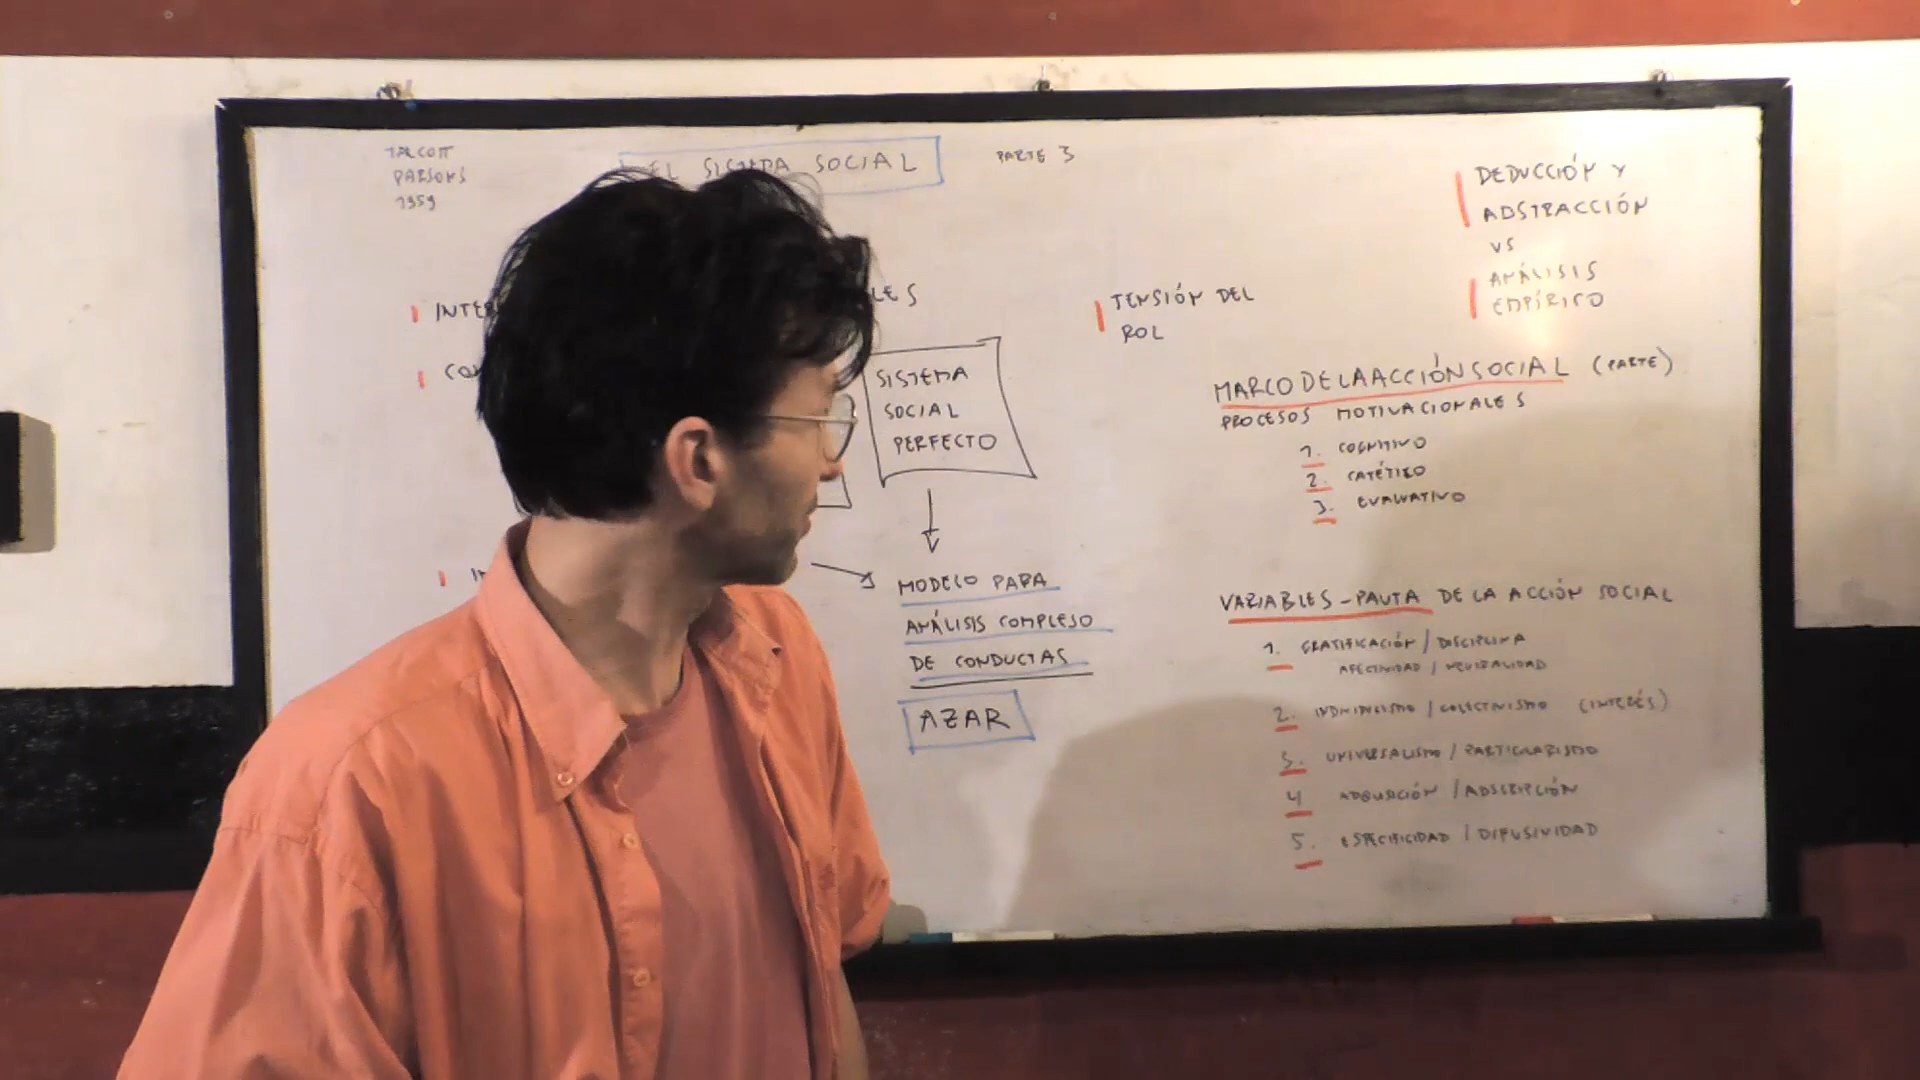 TALCOTT
PARSONS
1959
EL SISTEMA SOCIAL
PARTE 3
DEDUCCIÓN Y
ADSTRACCIÓN
VS
ANÁLISIS
EMPÍRICO
TENSIÓN DEL
ROL
SISTEMA
SOCIAL
PERFECTO
MODELO PARA
ANÁLISIS COMPLEJO
DE CONDUCTAS
AZAR
MARCO DE LA ACCIÓN SOCIAL (PARTE)
PROCESOS MOTIVACIONALES
1. COGNITIVO
2. CATÉTICO
3. EVALUATIVO
VARIABLES-PAUTA DE LA ACCIÓN SOCIAL
1. GRATIFICACIÓN / DISCIPLINA
AFECTIVIDAD / NEUTRALIDAD
2. INDIVIDUALISMO / COLECTIVISMO (INTERÉS)
3. UNIVERSALISMO / PARTICULARISMO
4 ADQUISICIÓN / ADSCRIPCIÓN
5. ESPECIFICIDAD / DIFUSIVIDAD